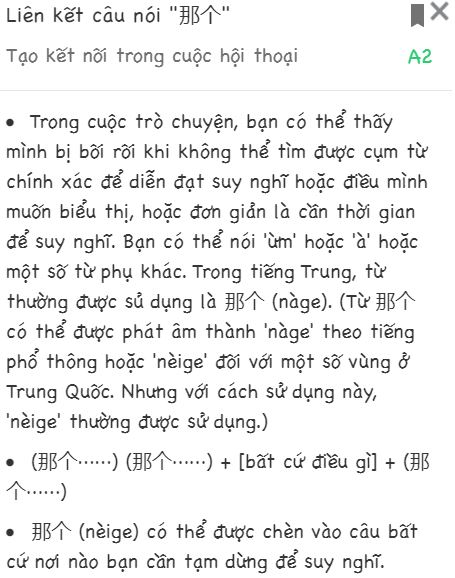 Liên kết câu nói "那个"
Tạo kết nối trong cuộc hội thoại
A2
• Trong cuộc trò chuyện, bạn có thể thấy
mình bị bối rối khi không thể tìm được cụm từ
chính xác để diễn đạt suy nghĩ hoặc điều mình
muốn biểu thị, hoặc đơn giản là cần thời gian
để suy nghĩ. Bạn có thể nói 'ừm' hoặc 'à' hoặc
một số từ phụ khác. Trong tiếng Trung, từ
thường được sủ dụng là 那个 (nàge). (Từ 那个
có thể được phát âm thành 'nàge' theo tiếng
phổ thông hoặc 'nèige' đối với một số vùng ở
Trung Quốc. Nhưng với cách sử dụng này,
'nèige' thường được sử dụng.)
• (那个……) (那个……) + [bất cứ điều gì] + (那
个……)
• 那个 (nèige) có thể được chèn vào câu bất
cứ nơi nào bạn cần tạm dừng để suy nghĩ.